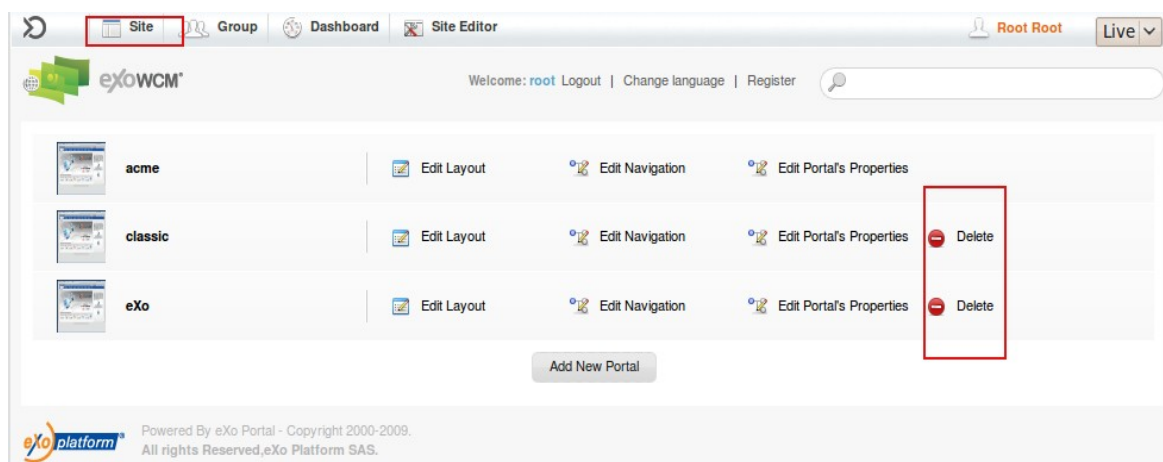 Site Group Dashboard Site Editor Root Root Live
eXoWCM Welcome: root Logout | Change language | Register
acme Edit Layout Edit Navigation Edit Portal's Properties
classic Edit Layout Edit Navigation Edit Portal's Properties Delete
eXo Edit Layout Edit Navigation Edit Portal's Properties Delete
Add New Portal
eXo platform Powered By eXo Portal - Copyright 2000-2009.
All rights Reserved,eXo Platform SAS.